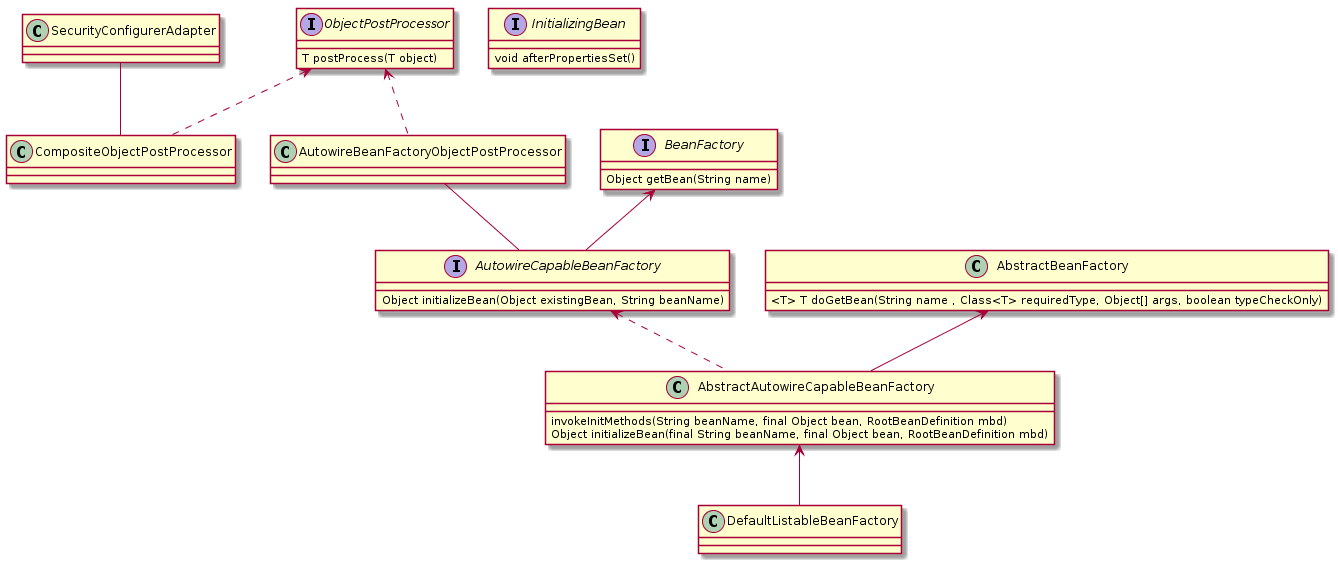 C SecurityConfigurerAdapter
I ObjectPostProcessor
T postProcess(T object)
I InitializingBean
void afterPropertiesSet()
C CompositeObjectPostProcessor
C AutowireBeanFactoryObjectPostProcessor
I BeanFactory
Object getBean(String name)
I AutowireCapableBeanFactory
Object initializeBean(Object existingBean, String beanName)
C AbstractBeanFactory
<T> T doGetBean(String name , Class<T> requiredType, Object[] args, boolean typeCheckOnly)
C AbstractAutowireCapableBeanFactory
invokeInitMethods(String beanName, final Object bean, RootBeanDefinition mbd)
Object initializeBean(final String beanName, final Object bean, RootBeanDefinition mbd)
C DefaultListableBeanFactory